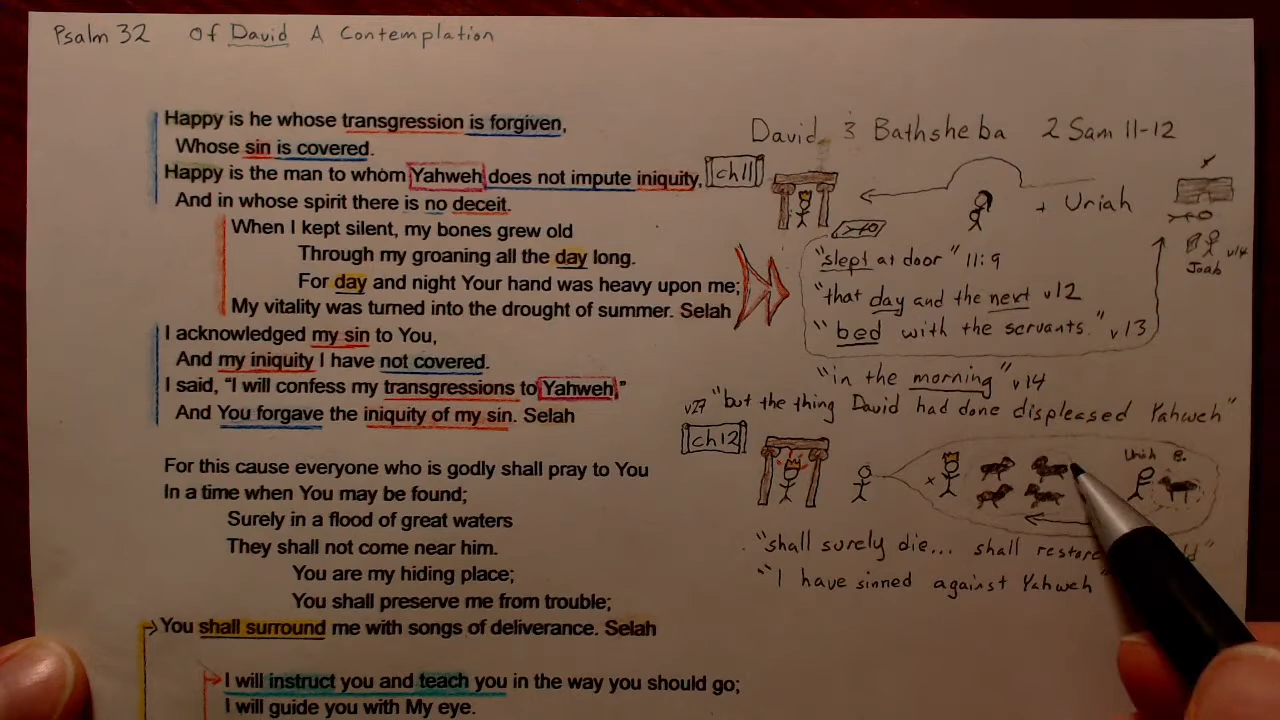 Psalm 32 Of David A Contemplation
Happy is he whose transgression is forgiven,
Whose sin is covered.
Happy is the man to whom Yahweh does not impute iniquity,
And in whose spirit there is no deceit.
When I kept silent, my bones grew old
Through my groaning all the day long.
For day and night Your hand was heavy upon me;
My vitality was turned into the drought of summer. Selah
I acknowledged my sin to You,
And my iniquity I have not covered.
I said, “I will confess my transgressions to Yahweh,”
And You forgave the iniquity of my sin. Selah
For this cause everyone who is godly shall pray to You
In a time when You may be found;
Surely in a flood of great waters
They shall not come near him.
You are my hiding place;
You shall preserve me from trouble;
You shall surround me with songs of deliverance. Selah
I will instruct you and teach you in the way you should go;
I will guide you with My eye.
David & Bathsheba 2 Sam 11-12
ch11
+ Uriah
Joab v14
"slept at door" 11:9
"that day and the next v12
"bed with the servants." v13
"in the morning" v14
v27 "but the thing David had done displeased Yahweh"
ch12
Uriah
"shall surely die... shall restore
"I have sinned against Yahweh"